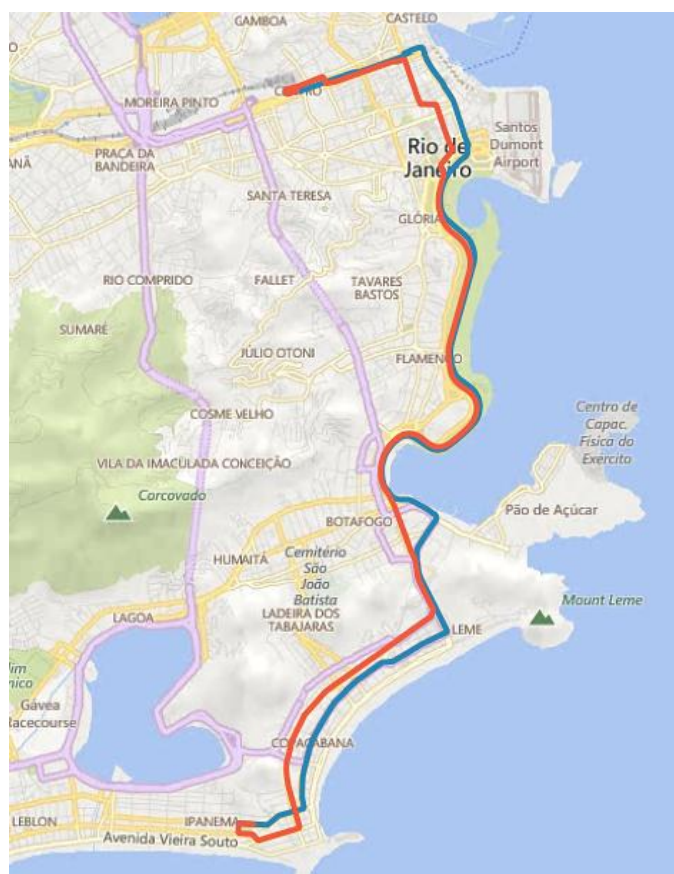 CASTELO
GAMBOA
MOREIRA PINTO
Santos
Dumont
Airport
Rio de
Janeiro
PRAÇA DA
BANDEIRA
SANTA TERESA
GLÓRIA
RIO COMPRIDO
FALLET
TAVARES
BASTOS
SUMARÉ
JÚLIO OTONI
FLAMENGO
COSME VELHO
Centro de
Capac.
Física do
Exército
VILA DA IMACULADA CONCEIÇÃO
Corcovado
Pão de Açúcar
BOTAFOGO
HUMAITÁ
Cemitério
São
João
Batista
Mount Leme
LADEIRA DOS
TABAJARAS
LAGOA
LEME
Gávea
Racecourse
COPACABANA
LEBLON
IPANEMA
Avenida Vieira Souto